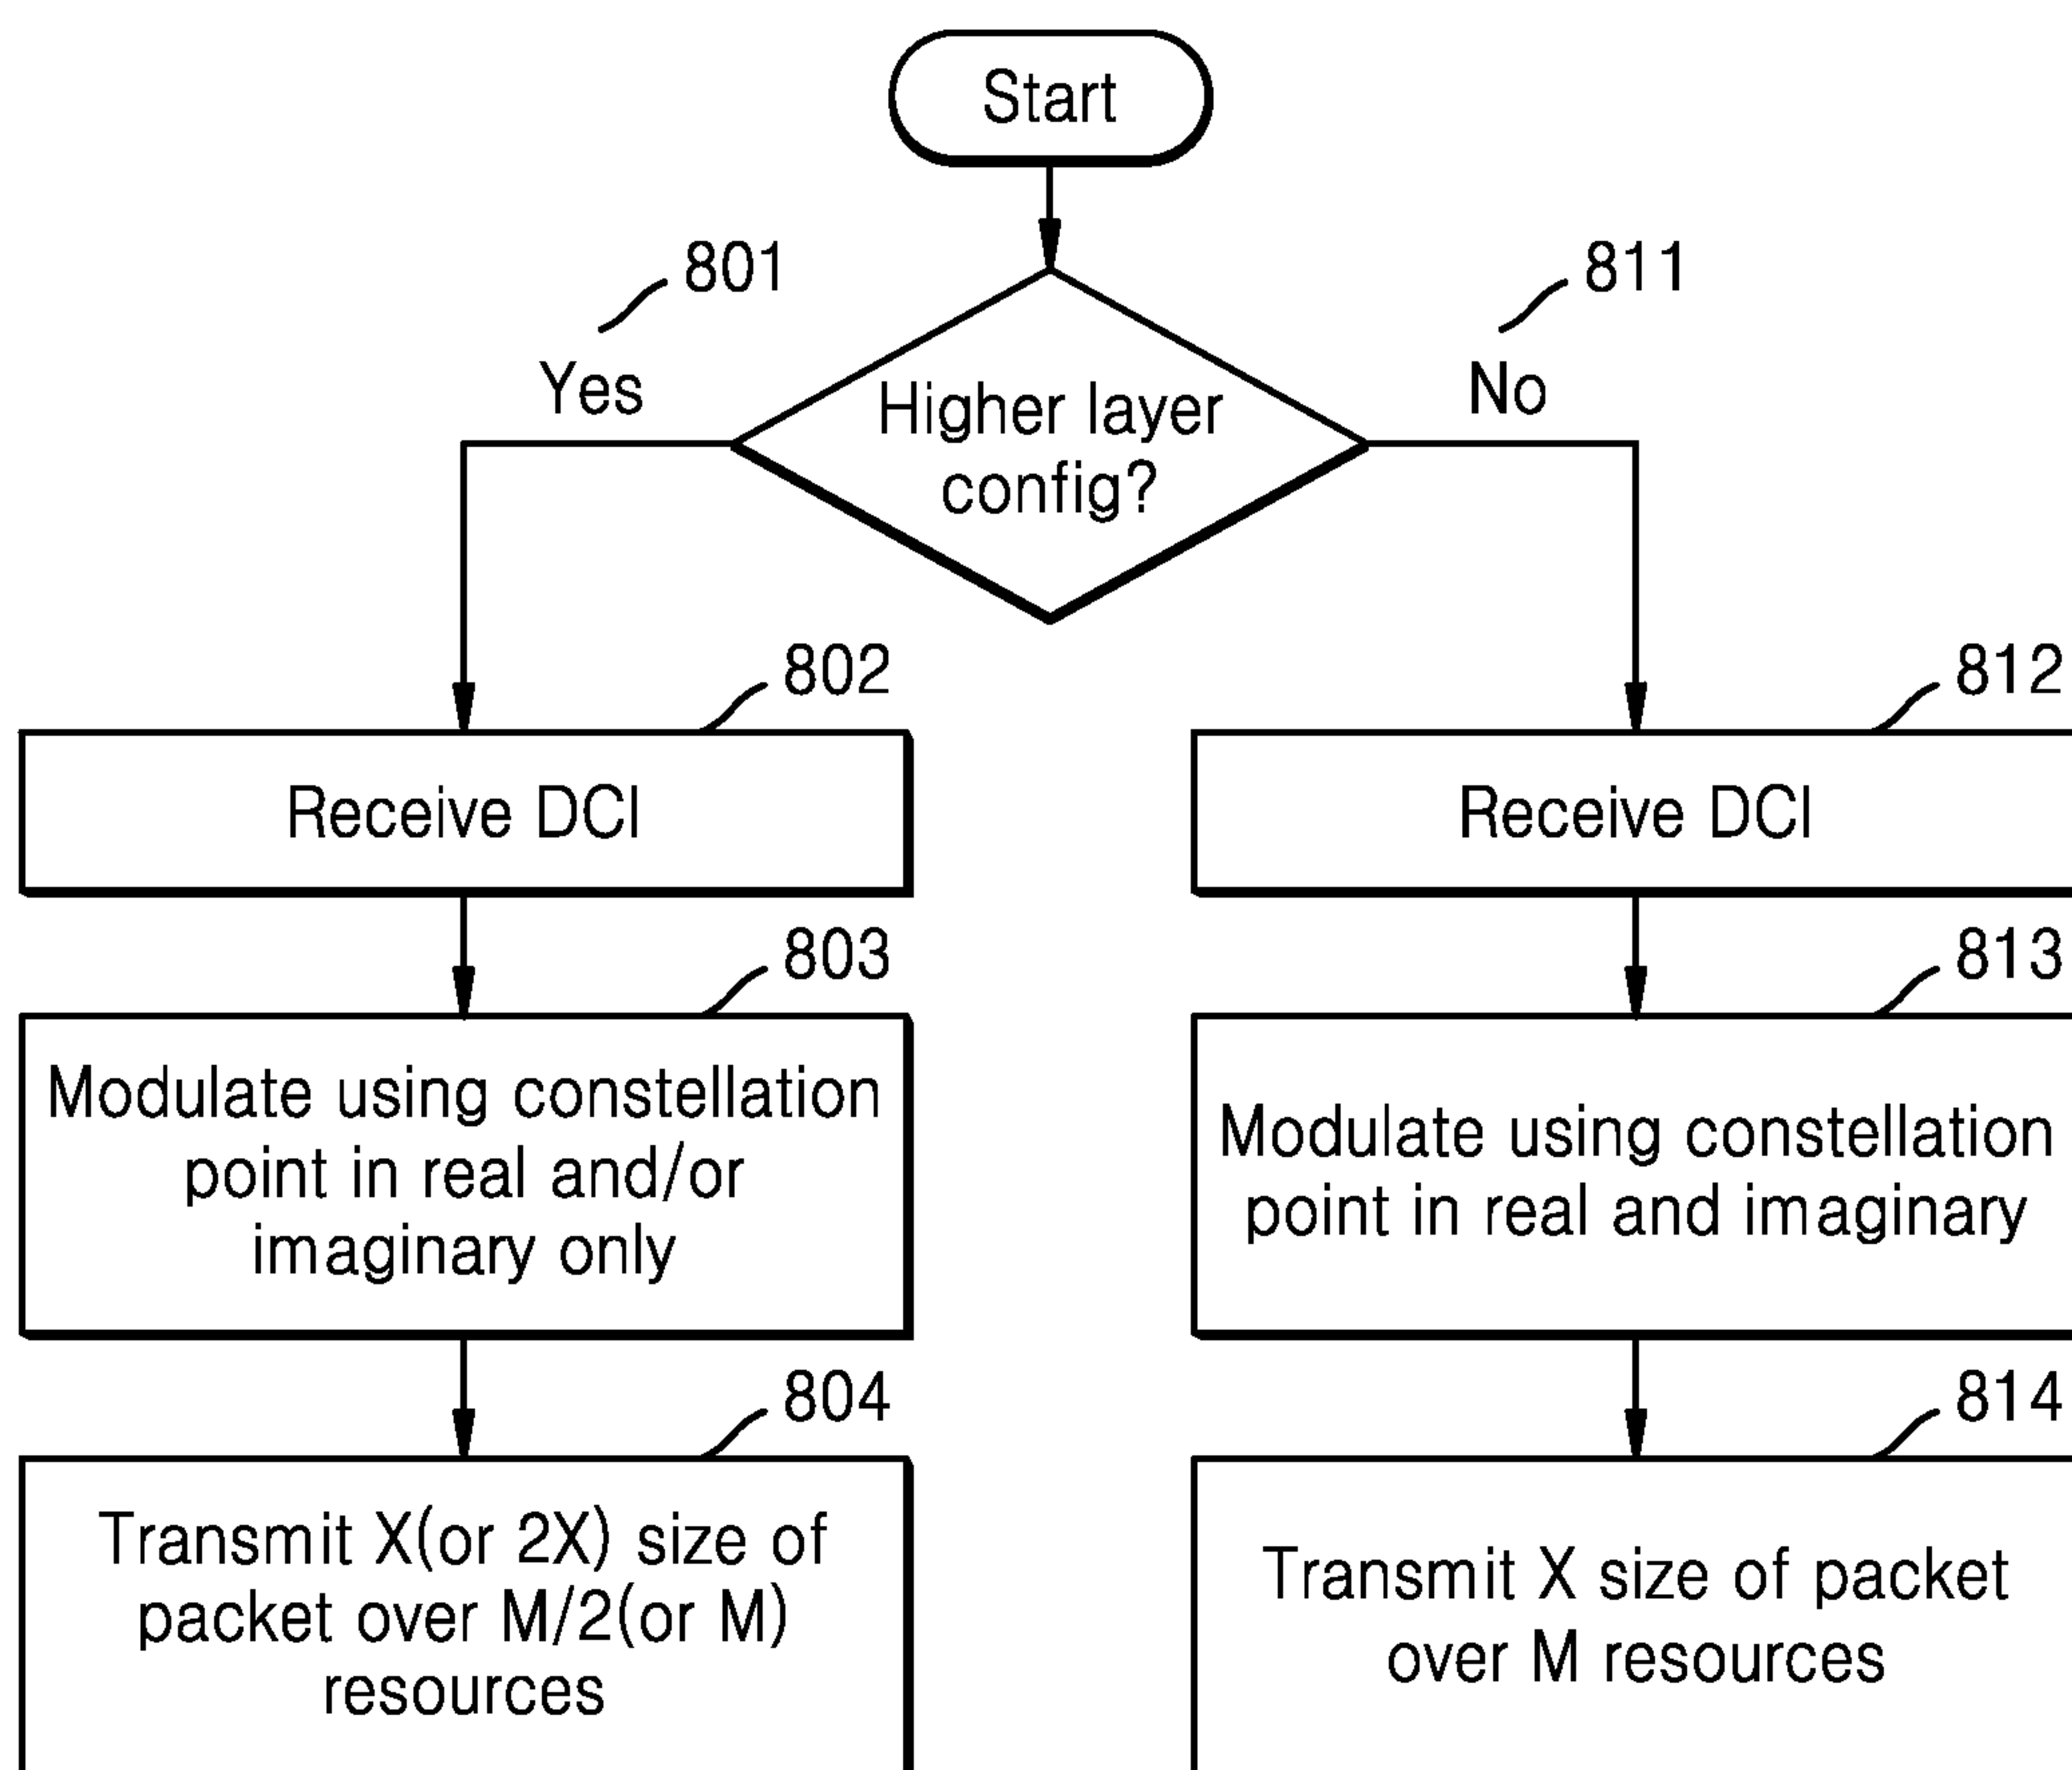 Start
801
811
Yes
No
Higher layer
config?
802
Receive DCI
812
Receive DCI
803
Modulate using constellation
point in real and/or
imaginary only
813
Modulate using constellation
point in real and imaginary
804
Transmit X(or 2X) size of
packet over M/2(or M)
resources
814
Transmit X size of packet
over M resources